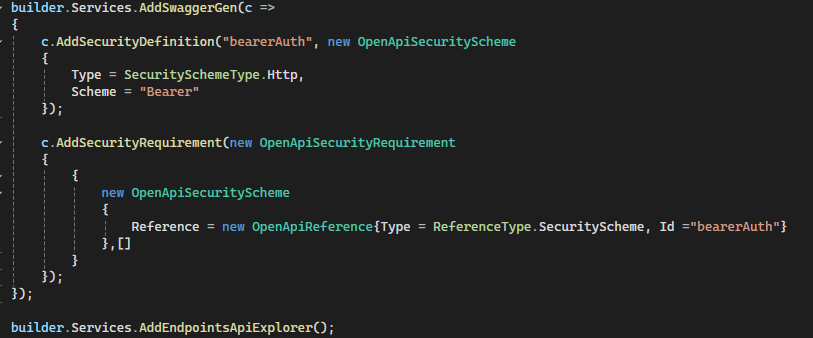 builder.Services.AddSwaggerGen(c =>
{
    c.AddSecurityDefinition("bearerAuth", new OpenApiSecurityScheme
    {
        Type = SecuritySchemeType.Http,
        Scheme = "Bearer"
    });

    c.AddSecurityRequirement(new OpenApiSecurityRequirement
    {
        {
            new OpenApiSecurityScheme
            {
                Reference = new OpenApiReference{Type = ReferenceType.SecurityScheme, Id ="bearerAuth"}
            },[]
        }
    });
});

builder.Services.AddEndpointsApiExplorer();